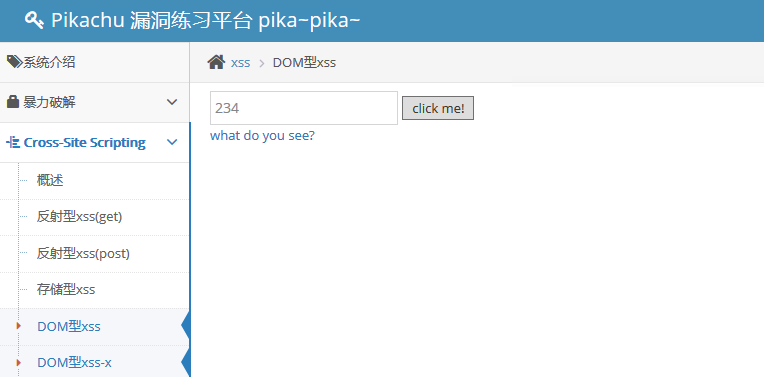 Pikachu 漏洞练习平台 pika~pika~
系统介绍
暴力破解
Cross-Site Scripting
概述
反射型xss(get)
反射型xss(post)
存储型xss
DOM型xss
DOM型xss-x
xss > DOM型xss
234 click me!
what do you see?